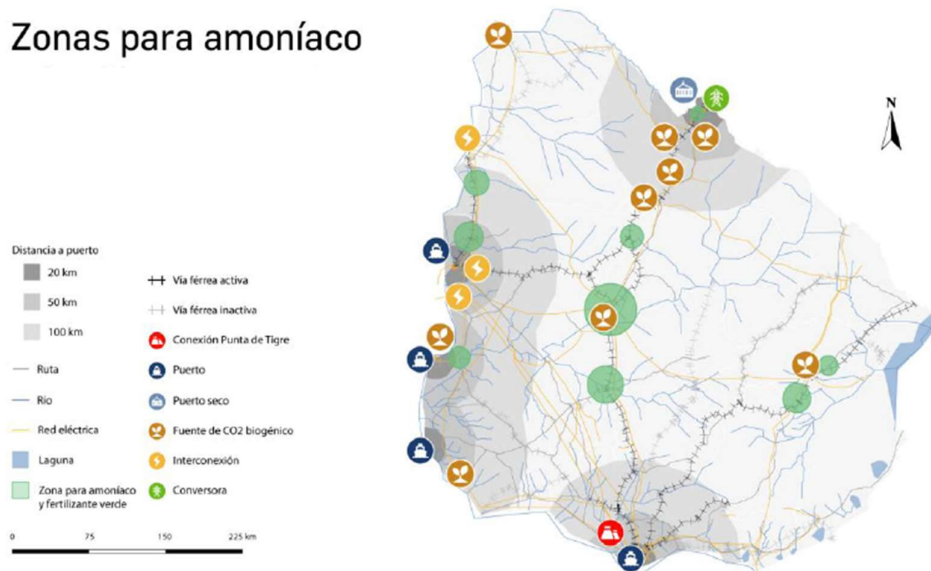 Zonas para amoníaco
N
Distancia a puerto
20 km
50 km
100 km
Ruta
Río
Red eléctrica
Laguna
Zona para amoníaco
y fertilizante verde
Vía férrea activa
Vía férrea inactiva
Conexión Punta de Tigre
Puerto
Puerto seco
Fuente de CO2 biogénico
Interconexión
Conversora
0 75 150 225 km